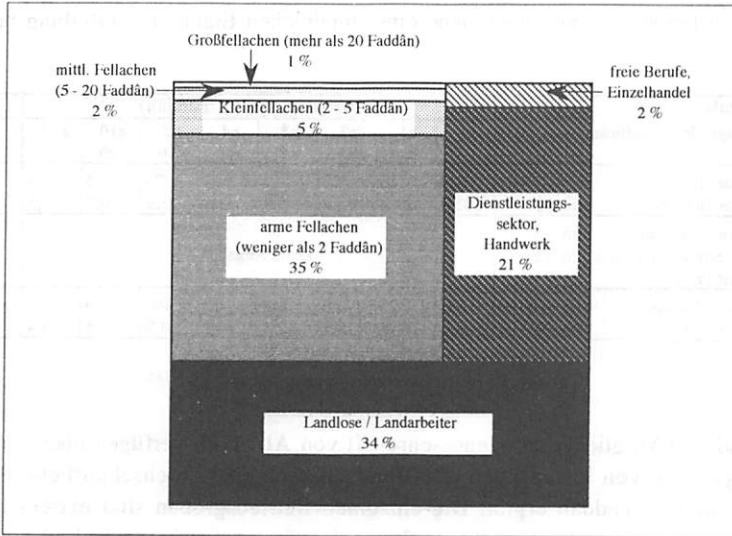 Großfellachen (mehr als 20 Faddân)
1 %
mittl. Fellachen
(5 - 20 Faddân)
2 %
freie Berufe,
Einzelhandel
2 %
Kleinfellachen (2 - 5 Faddân)
5 %
arme Fellachen
(weniger als 2 Faddân)
35 %
Dienstleistungs-
sektor,
Handwerk
21 %
Landlose / Landarbeiter
34 %